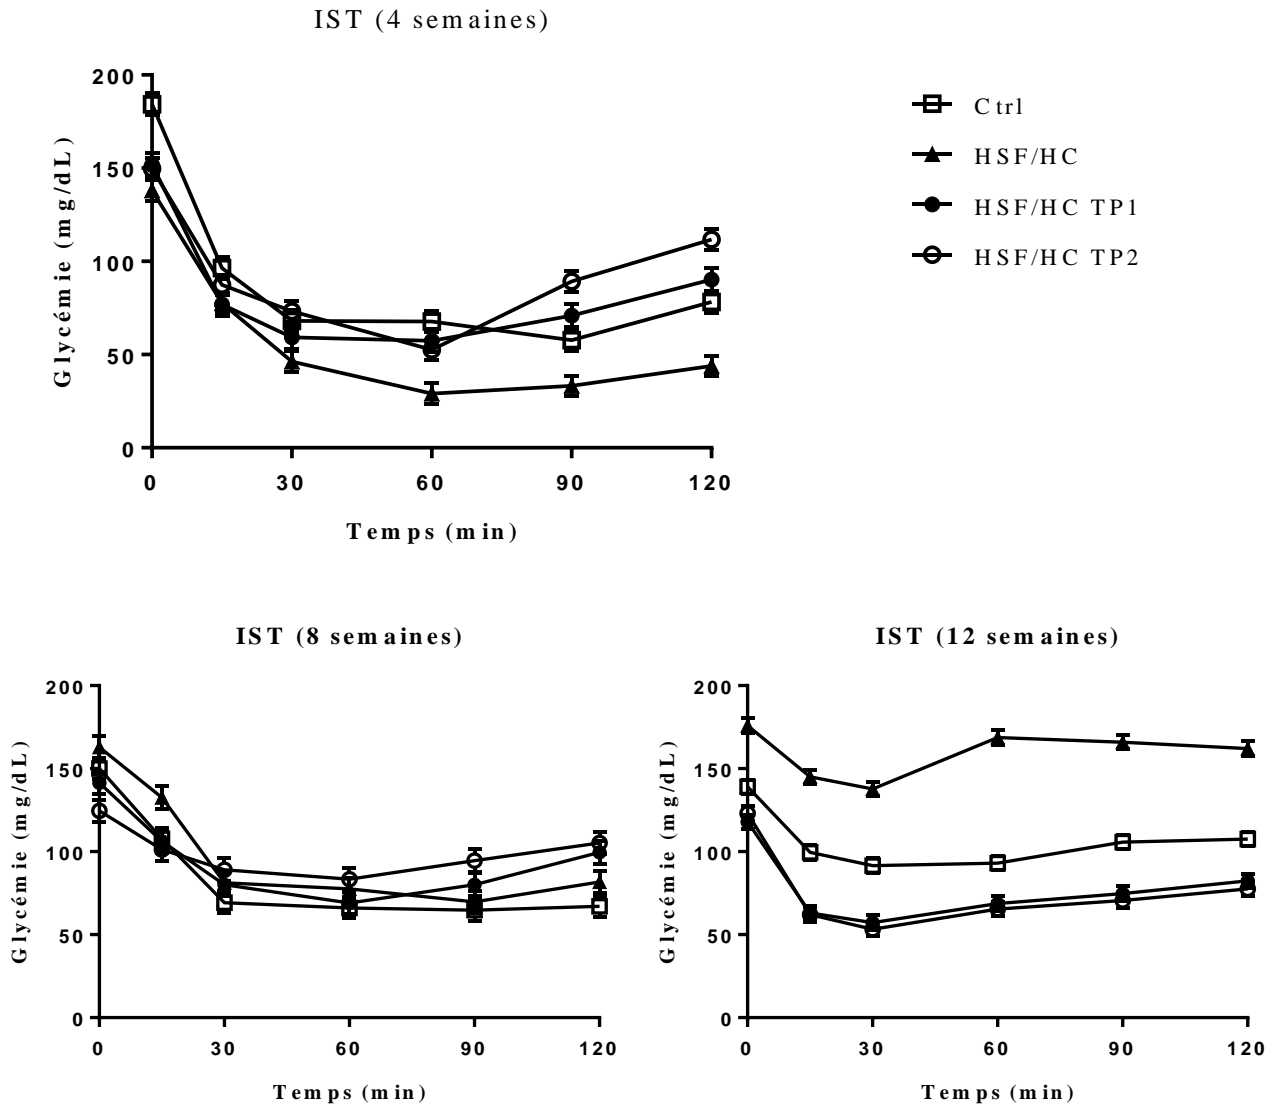 IST (4 semaines)
Glycémie (mg/dL)
200
150
100
50
0
0 30 60 90 120
Temps (min)
Ctrl
HSF/HC
HSF/HC TP1
HSF/HC TP2
IST (8 semaines)
Glycémie (mg/dL)
200
150
100
50
0
0 30 60 90 120
Temps (min)
IST (12 semaines)
Glycémie (mg/dL)
200
150
100
50
0
0 30 60 90 120
Temps (min)